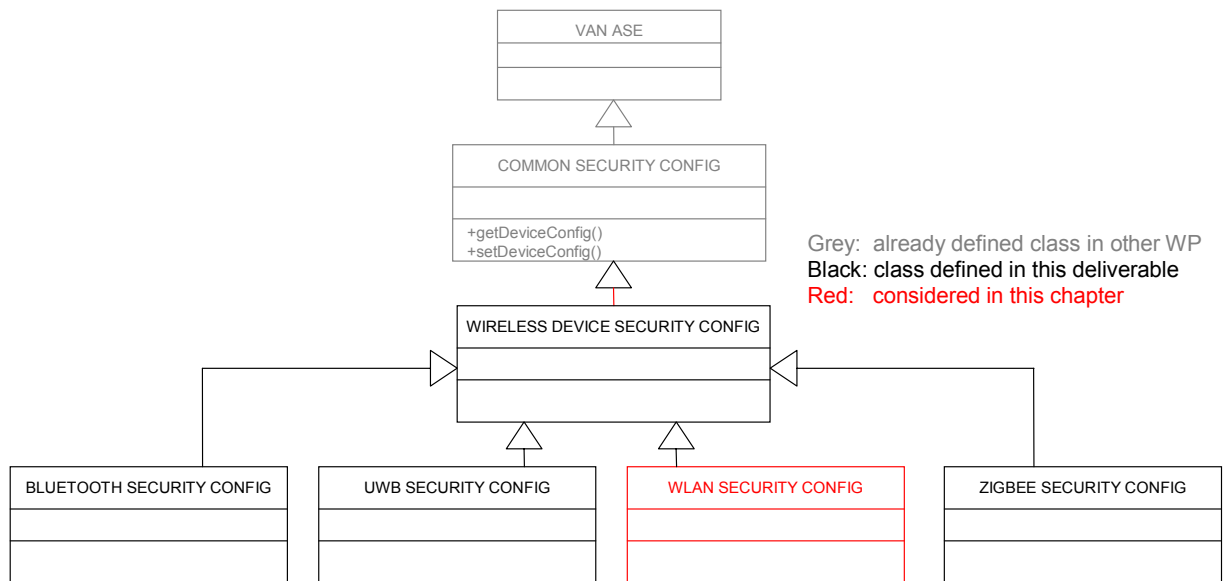 VAN ASE
COMMON SECURITY CONFIG
+getDeviceConfig()
+setDeviceConfig()
Grey: already defined class in other WP
Black: class defined in this deliverable
Red: considered in this chapter
WIRELESS DEVICE SECURITY CONFIG
BLUETOOTH SECURITY CONFIG
UWB SECURITY CONFIG
WLAN SECURITY CONFIG
ZIGBEE SECURITY CONFIG